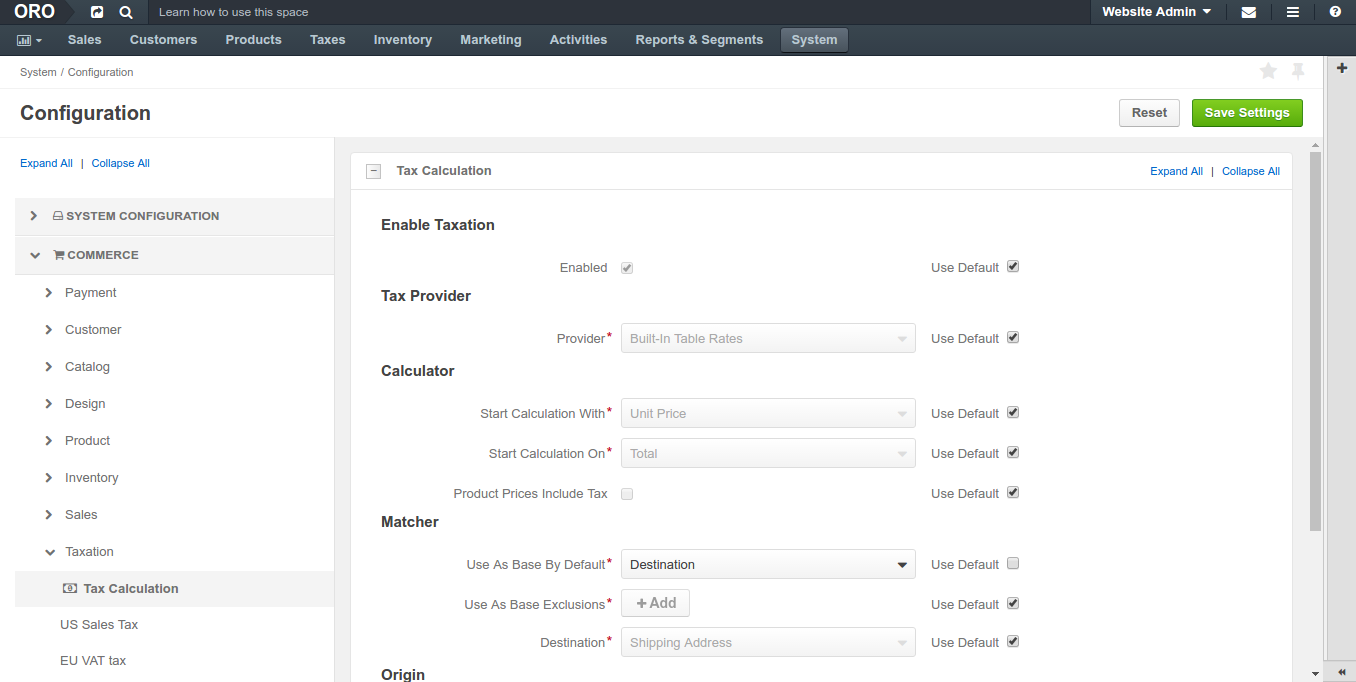 ORO Learn how to use this space Website Admin
Sales Customers Products Taxes Inventory Marketing Activities Reports & Segments System
System / Configuration
Configuration
Reset Save Settings
Expand All | Collapse All
SYSTEM CONFIGURATION
COMMERCE
Payment
Customer
Catalog
Design
Product
Inventory
Sales
Taxation
Tax Calculation
US Sales Tax
EU VAT tax
Tax Calculation Expand All | Collapse All
Enable Taxation
Enabled Use Default
Tax Provider
Provider* Built-In Table Rates Use Default
Calculator
Start Calculation With* Unit Price Use Default
Start Calculation On* Total Use Default
Product Prices Include Tax Use Default
Matcher
Use As Base By Default* Destination Use Default
Use As Base Exclusions* + Add Use Default
Destination* Shipping Address Use Default
Origin